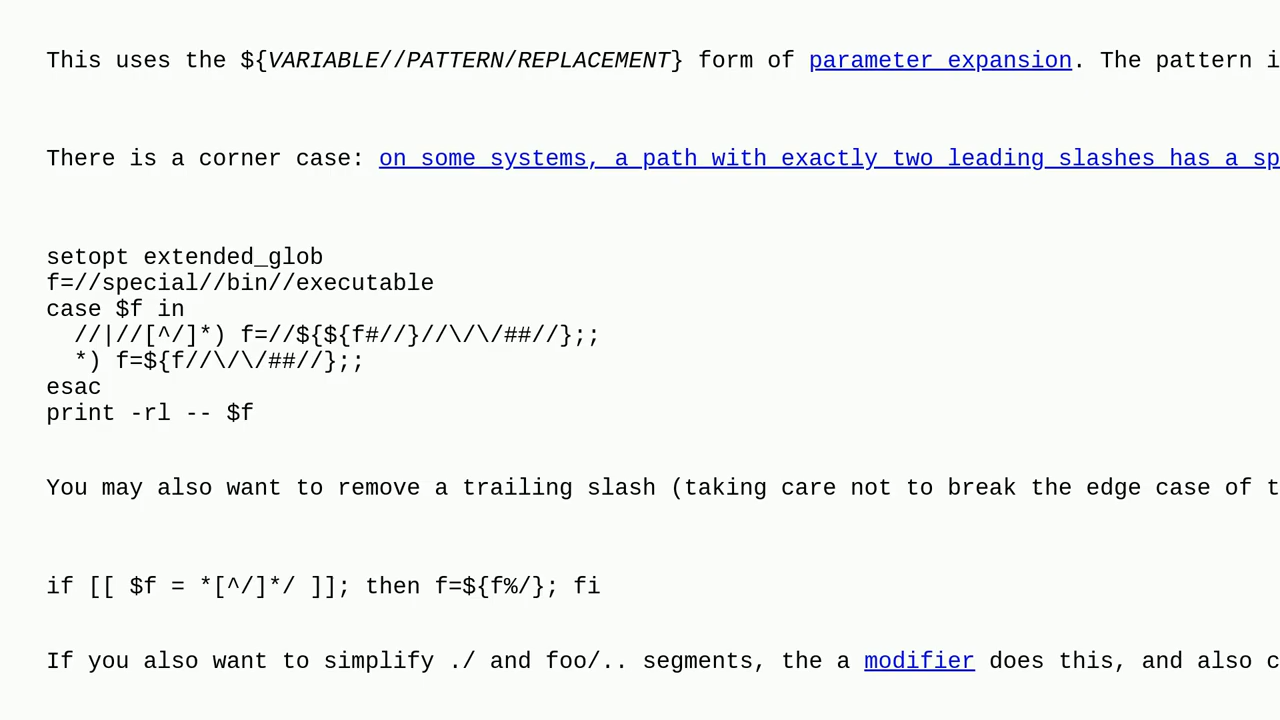 This uses the ${VARIABLE//PATTERN/REPLACEMENT} form of parameter expansion. The pattern i
There is a corner case: on some systems, a path with exactly two leading slashes has a sp
setopt extended_glob
f=//special//bin//executable
case $f in
  //|//[^/]*) f=//${${f#//}//\/\/##//};;
  *) f=${f//\/\/##//};;
esac
print -rl -- $f
You may also want to remove a trailing slash (taking care not to break the edge case of t
if [[ $f = *[^/]*/ ]]; then f=${f%/}; fi
If you also want to simplify ./ and foo/.. segments, the a modifier does this, and also c